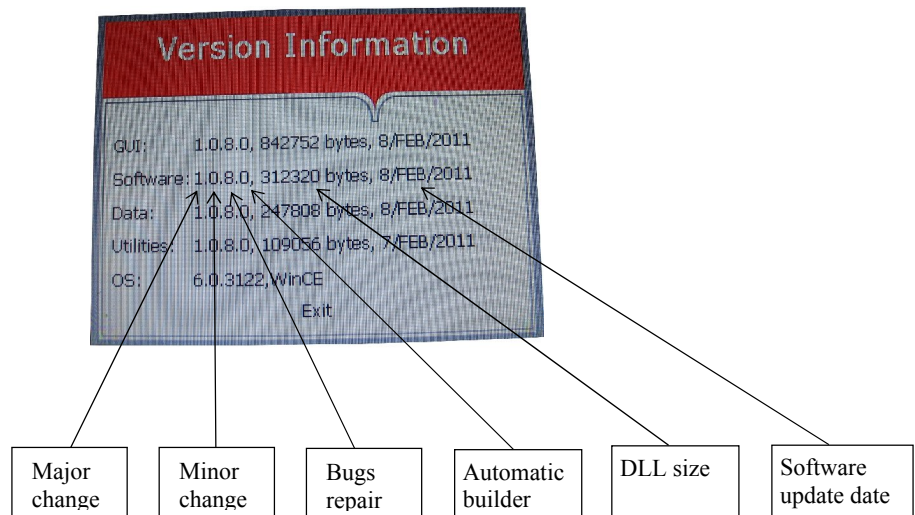 Version Information
GUI: 1.0.8.0, 842752 bytes, 8/FEB/2011
Software: 1.0.8.0, 312320 bytes, 8/FEB/2011
Data: 1.0.8.0, 247808 bytes, 8/FEB/2011
Utilities: 1.0.8.0, 109056 bytes, 7/FEB/2011
OS: 6.0.3122,WinCE
Exit
Major
change
Minor
change
Bugs
repair
Automatic
builder
DLL size
Software
update date